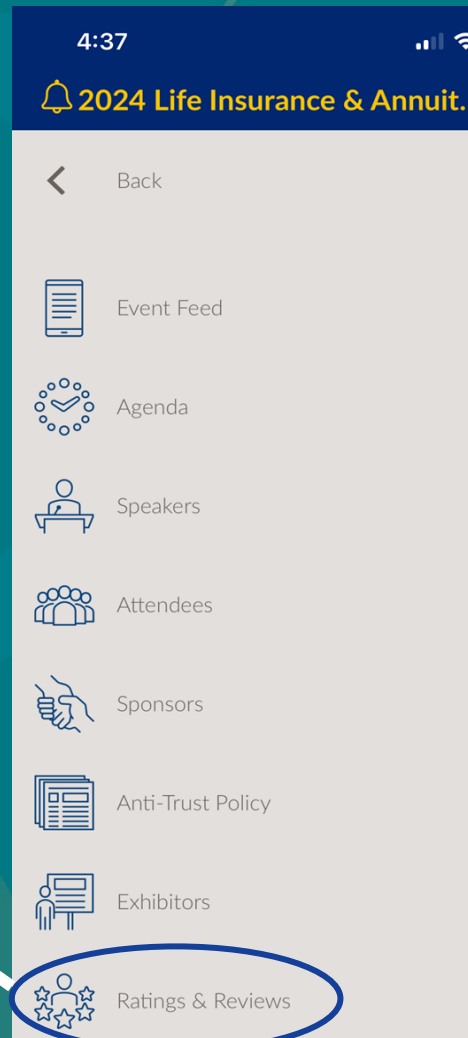 4:37
2024 Life Insurance & Annuit.
Back
Event Feed
Agenda
Speakers
Attendees
Sponsors
Anti-Trust Policy
Exhibitors
Ratings & Reviews